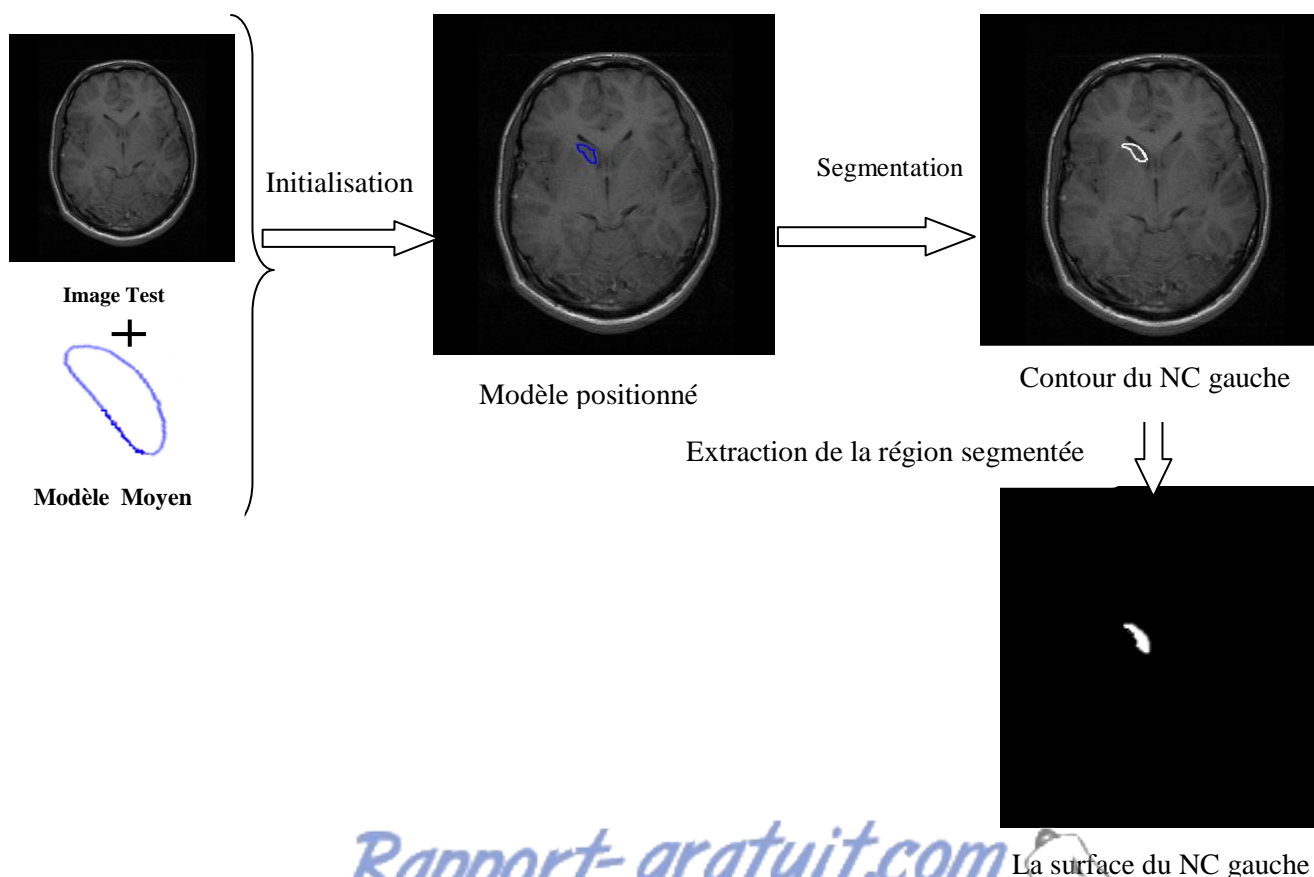 Image Test
+
Modèle Moyen
Initialisation
Modèle positionné
Segmentation
Contour du NC gauche
Extraction de la région segmentée
La surface du NC gauche
Rapport-gratuit.com